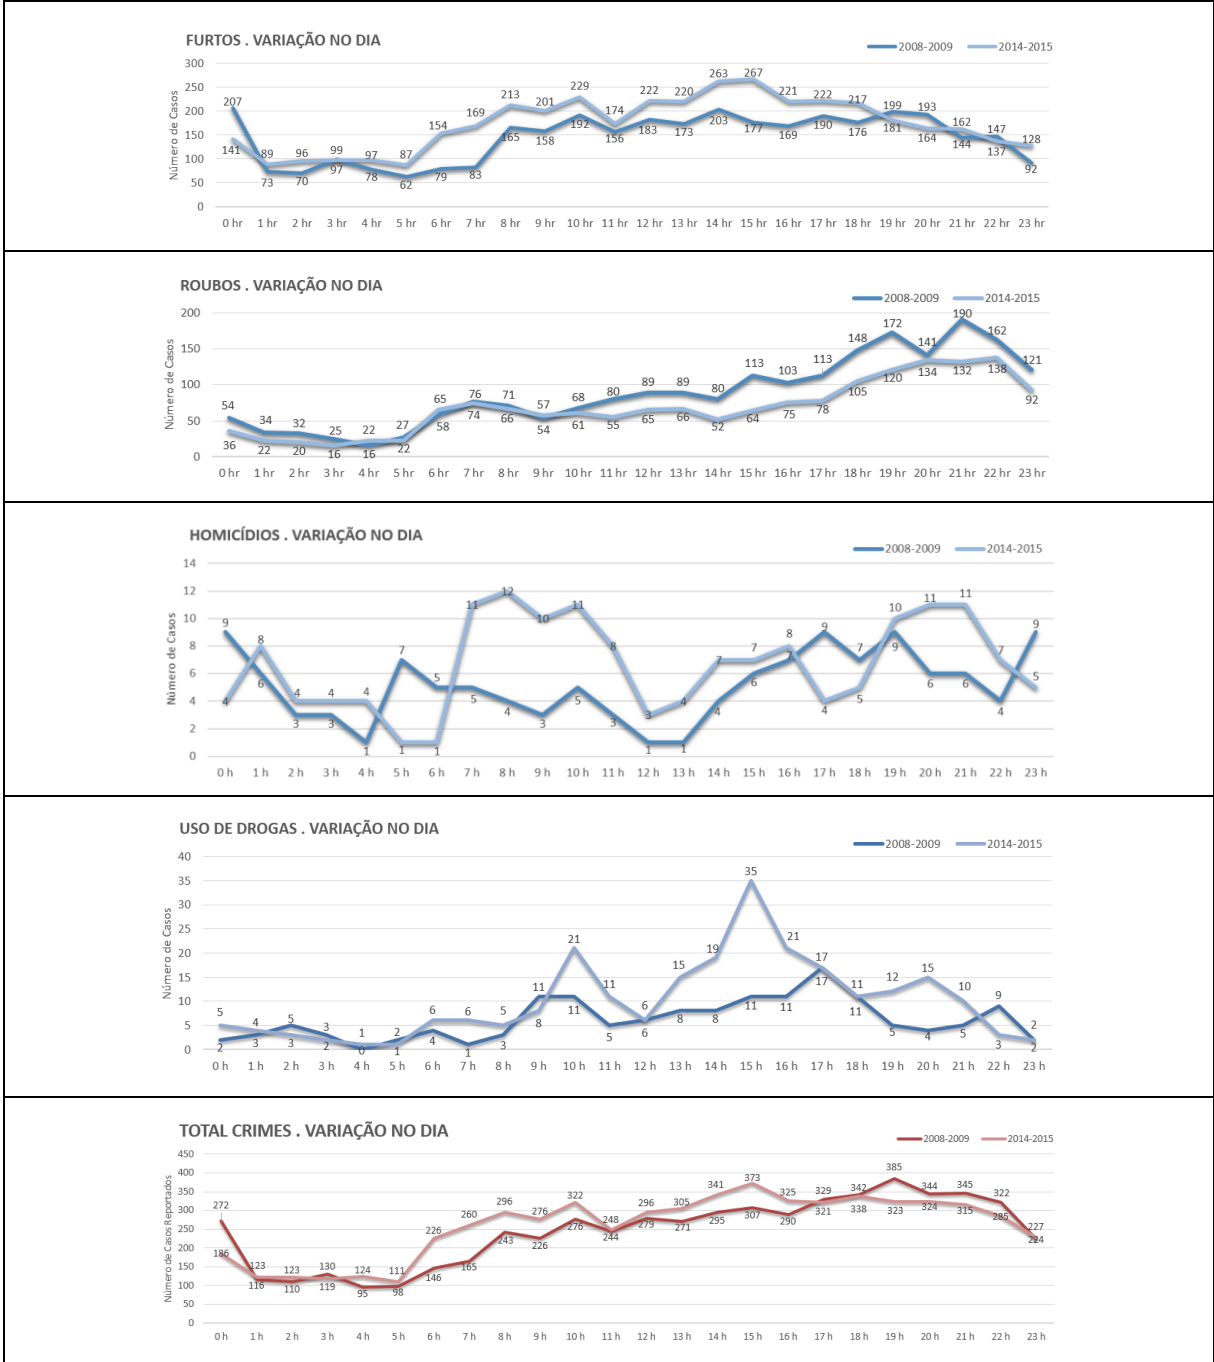 FURTOS . VARIAÇÃO NO DIA
2008-2009 2014-2015
Número de Casos
300
250
200
150
100
50
0
207 73 70 97 78 62 79 83 165 158 192 156 183 173 203 177 169 190 176 199 193 144 147 92
141 89 96 99 97 87 154 169 213 201 229 174 222 220 263 267 221 222 217 181 164 162 137 128
0 hr 1 hr 2 hr 3 hr 4 hr 5 hr 6 hr 7 hr 8 hr 9 hr 10 hr 11 hr 12 hr 13 hr 14 hr 15 hr 16 hr 17 hr 18 hr 19 hr 20 hr 21 hr 22 hr 23 hr
ROUBOS . VARIAÇÃO NO DIA
2008-2009 2014-2015
Número de Casos
200
150
100
50
0
54 34 32 25 16 27 58 76 71 54 68 80 89 89 80 113 103 113 148 172 141 190 162 121
36 22 20 16 22 22 65 74 66 57 61 55 65 66 52 64 75 78 105 120 134 132 138 92
0 hr 1 hr 2 hr 3 hr 4 hr 5 hr 6 hr 7 hr 8 hr 9 hr 10 hr 11 hr 12 hr 13 hr 14 hr 15 hr 16 hr 17 hr 18 hr 19 hr 20 hr 21 hr 22 hr 23 hr
HOMICÍDIOS . VARIAÇÃO NO DIA
2008-2009 2014-2015
Número de Casos
14
12
10
8
6
4
2
0
9 6 3 3 1 7 5 5 4 3 5 3 1 1 4 6 7 9 7 9 6 6 4 9
4 8 4 4 4 1 1 11 12 10 11 8 3 4 7 7 8 4 5 10 11 11 7 5
0 h 1 h 2 h 3 h 4 h 5 h 6 h 7 h 8 h 9 h 10 h 11 h 12 h 13 h 14 h 15 h 16 h 17 h 18 h 19 h 20 h 21 h 22 h 23 h
USO DE DROGAS . VARIAÇÃO NO DIA
2008-2009 2014-2015
Número de Casos
40
35
30
25
20
15
10
5
0
2 3 5 3 0 2 4 1 3 11 11 5 6 8 8 11 11 17 11 5 4 5 9 2
5 4 3 2 1 1 6 6 5 8 21 11 6 15 19 35 21 17 11 12 15 10 3 2
0 h 1 h 2 h 3 h 4 h 5 h 6 h 7 h 8 h 9 h 10 h 11 h 12 h 13 h 14 h 15 h 16 h 17 h 18 h 19 h 20 h 21 h 22 h 23 h
TOTAL CRIMES . VARIAÇÃO NO DIA
2008-2009 2014-2015
Número de Casos Reportados
450
400
350
300
250
200
150
100
50
0
272 116 110 130 95 98 146 165 243 226 276 244 279 271 295 307 290 329 342 385 344 345 322 227
186 123 123 119 124 111 226 260 296 276 322 248 296 305 341 373 325 321 338 323 324 315 285 224
0 h 1 h 2 h 3 h 4 h 5 h 6 h 7 h 8 h 9 h 10 h 11 h 12 h 13 h 14 h 15 h 16 h 17 h 18 h 19 h 20 h 21 h 22 h 23 h